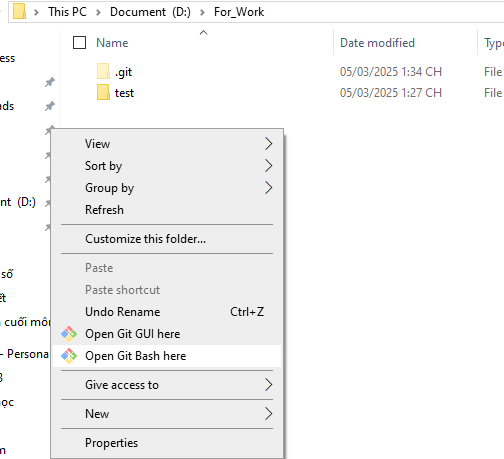 This PC > Document (D:) > For_Work
Name Date modified Type
.git 05/03/2025 1:34 CH File
test 05/03/2025 1:27 CH File
ess
nds
nt (D:)
số
ết
cuối môn
- Persona
3
ọc
m
View
Sort by
Group by
Refresh
Customize this folder...
Paste
Paste shortcut
Undo Rename Ctrl+Z
Open Git GUI here
Open Git Bash here
Give access to
New
Properties